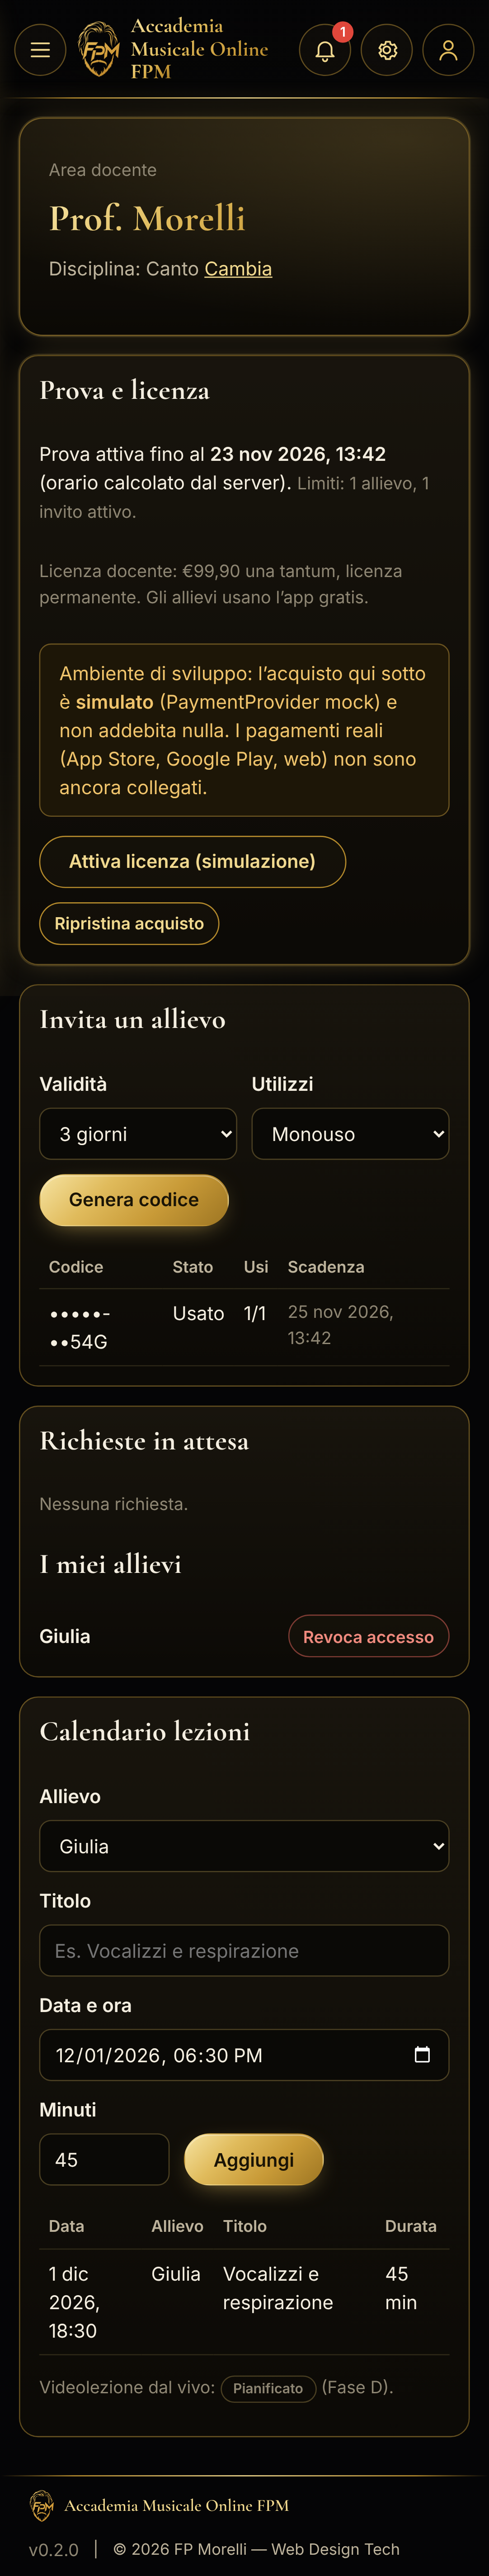 Accademia
Musicale Online
FPM
FPM
1
Area docente
Prof. Morelli
Disciplina: Canto Cambia
Prova e licenza
Prova attiva fino al 23 nov 2026, 13:42
(orario calcolato dal server). Limiti: 1 allievo, 1
invito attivo.
Licenza docente: €99,90 una tantum, licenza
permanente. Gli allievi usano l’app gratis.
Ambiente di sviluppo: l’acquisto qui sotto
è simulato (PaymentProvider mock) e
non addebita nulla. I pagamenti reali
(App Store, Google Play, web) non sono
ancora collegati.
Attiva licenza (simulazione)
Ripristina acquisto
Invita un allievo
Validità Utilizzi
3 giorni Monouso
Genera codice
Codice Stato Usi Scadenza
•••••- Usato 1/1 25 nov 2026,
••54G 13:42
Richieste in attesa
Nessuna richiesta.
I miei allievi
Giulia Revoca accesso
Calendario lezioni
Allievo
Giulia
Titolo
Es. Vocalizzi e respirazione
Data e ora
12/01/2026, 06:30 PM
Minuti
45 Aggiungi
Data Allievo Titolo Durata
1 dic Giulia Vocalizzi e 45
2026, respirazione min
18:30
Videolezione dal vivo: Pianificato (Fase D).
FPM
Accademia Musicale Online FPM
v0.2.0 | © 2026 FP Morelli — Web Design Tech